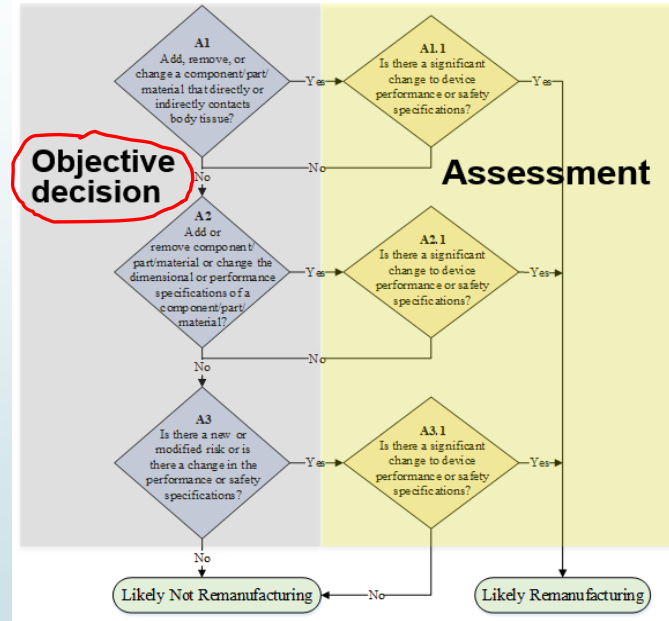 A1
Add, remove, or
change a component/part/
material that directly or
indirectly contacts
body tissue?
Yes
A1.1
Is there a significant
change to device
performance or safety
specifications?
Yes
No
No
Objective
decision
Assessment
A2
Add or
remove component/
part/material or change the
dimensional or performance
specifications of a
component/part/
material?
Yes
A2.1
Is there a significant
change to device
performance or safety
specifications?
Yes
No
No
A3
Is there a new or
modified risk or is
there a change in the
performance or safety
specifications?
Yes
A3.1
Is there a significant
change to device
performance or safety
specifications?
Yes
No
Likely Not Remanufacturing
No
Likely Remanufacturing